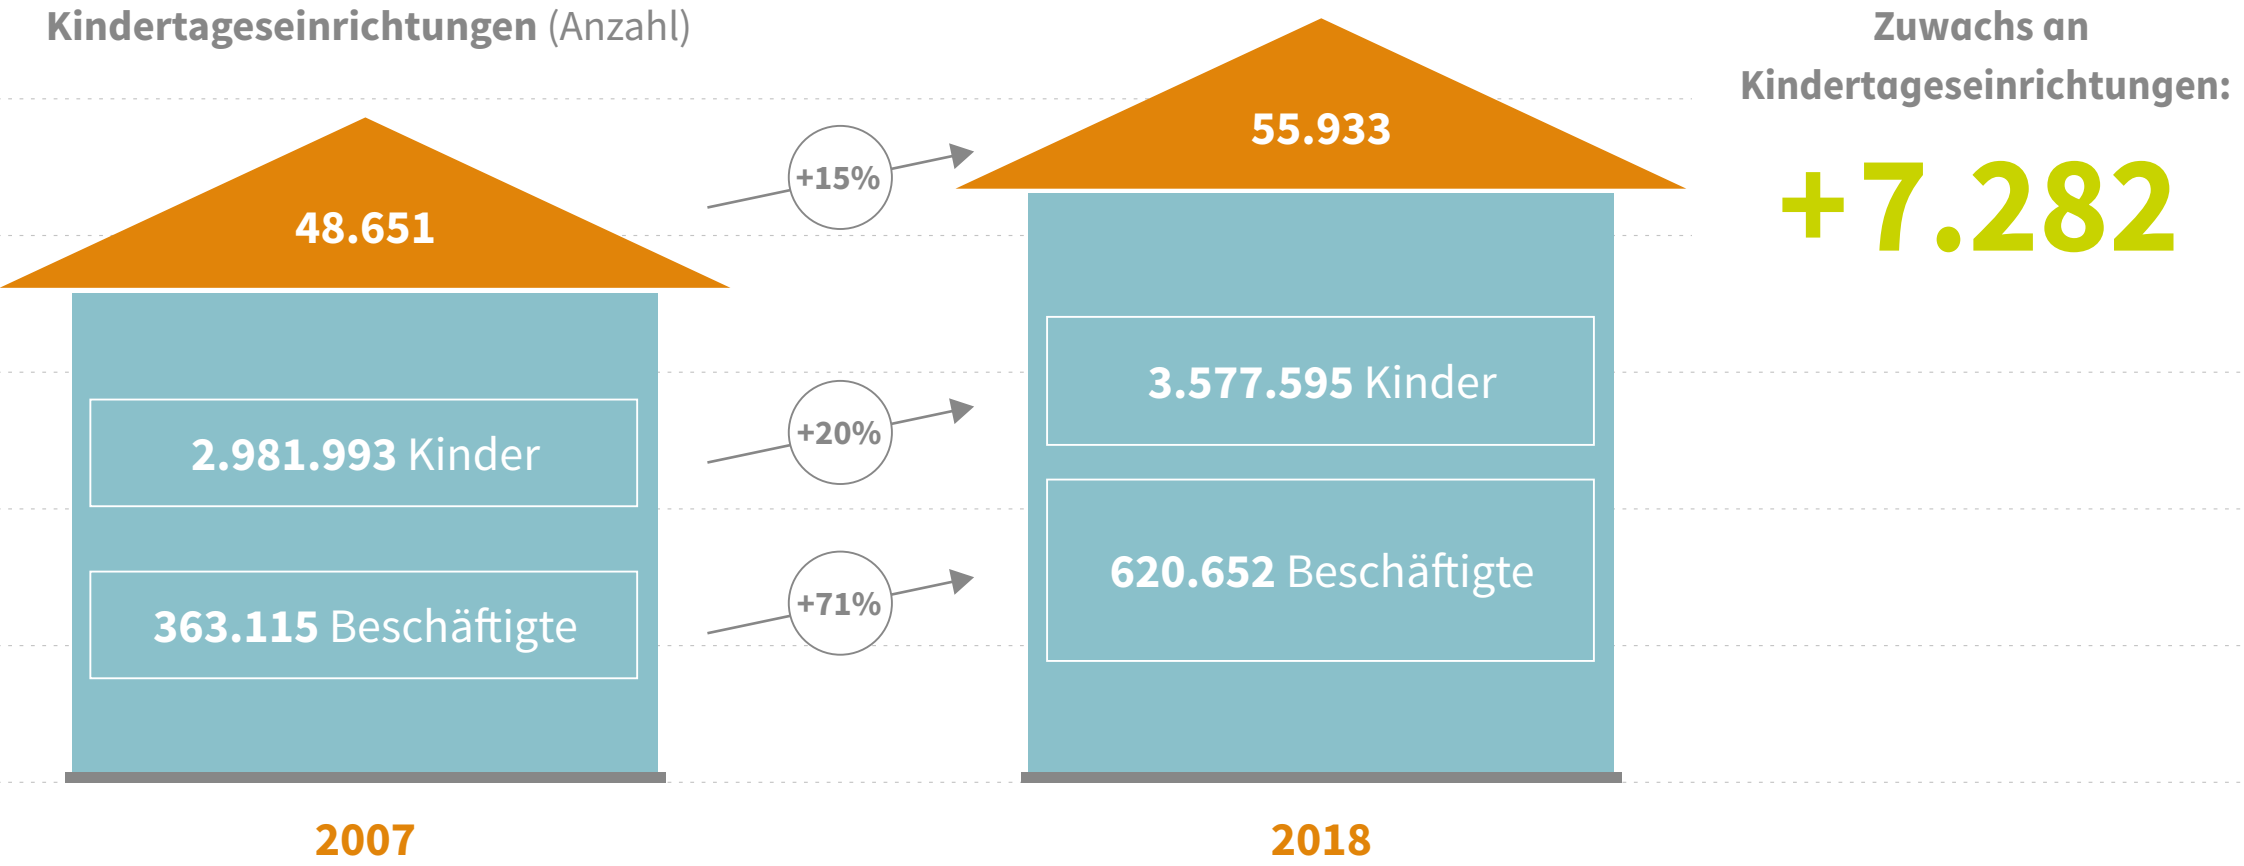 Kindertageseinrichtungen (Anzahl)
48.651
2.981.993 Kinder
363.115 Beschäftigte
2007
+15%
+20%
+71%
55.933
3.577.595 Kinder
620.652 Beschäftigte
2018
Zuwachs an
Kindertageseinrichtungen:
+7.282